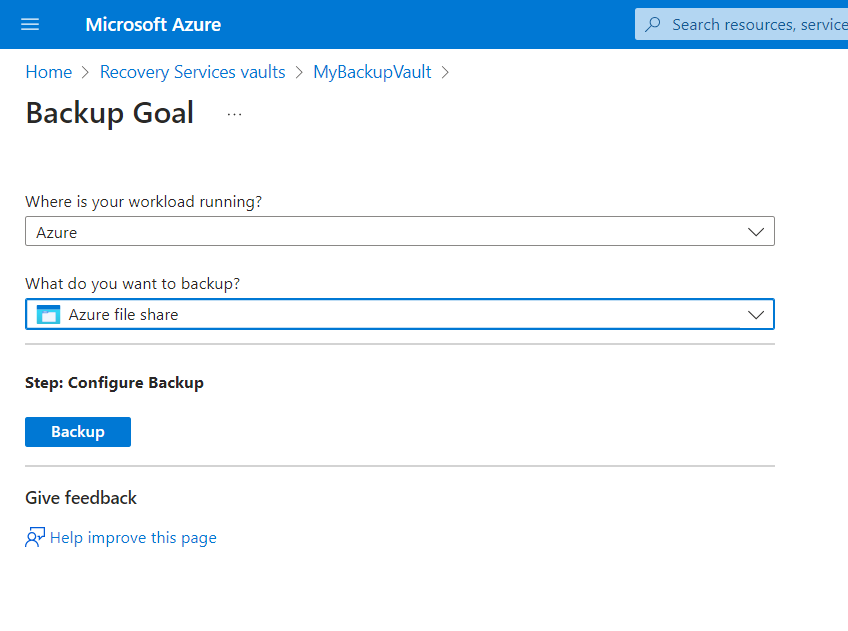 Microsoft Azure
Search resources, service
Home > Recovery Services vaults > MyBackupVault >
Backup Goal ...
Where is your workload running?
Azure
What do you want to backup?
Azure file share
Step: Configure Backup
Backup
Give feedback
Help improve this page